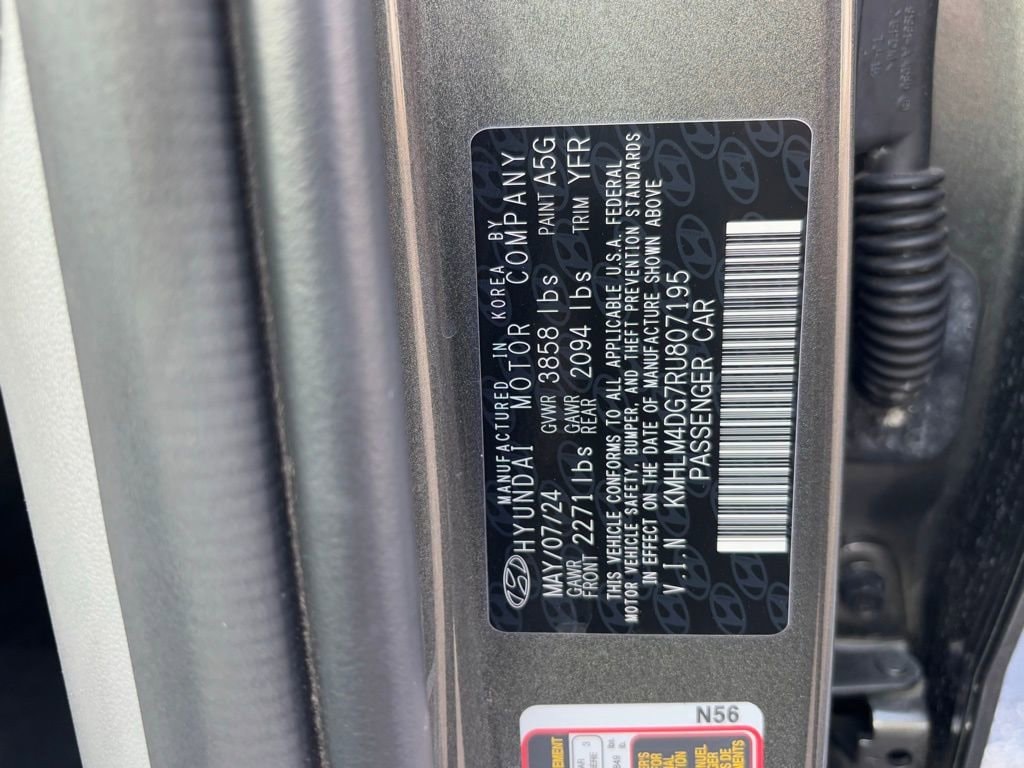 MANUFACTURED IN KOREA BY
HYUNDAI MOTOR COMPANY
MAY/07/24 GVWR 3858 lbs PAINT A5G
GAWR FRONT 2271 lbs GAWR REAR 2094 lbs TRIM YFR
THIS VEHICLE CONFORMS TO ALL APPLICABLE U.S.A. FEDERAL
MOTOR VEHICLE SAFETY, BUMPER, AND THEFT PREVENTION STANDARDS
IN EFFECT ON THE DATE OF MANUFACTURE SHOWN ABOVE
V.I.N KMHLM4DG7RU807195
PASSENGER CAR
N56